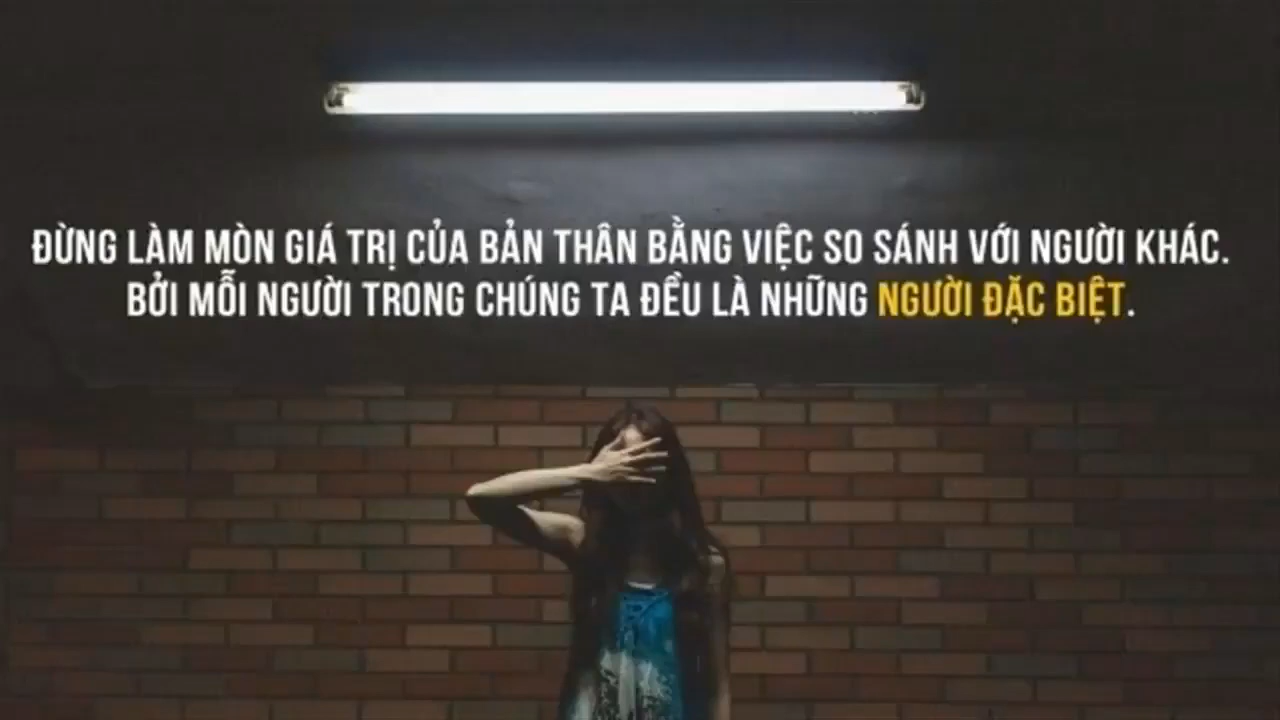 ĐỪNG LÀM MÒN GIÁ TRỊ CỦA BẢN THÂN BẰNG VIỆC SO SÁNH VỚI NGƯỜI KHÁC.
BỞI MỖI NGƯỜI TRONG CHÚNG TA ĐỀU LÀ NHỮNG NGƯỜI ĐẶC BIỆT.